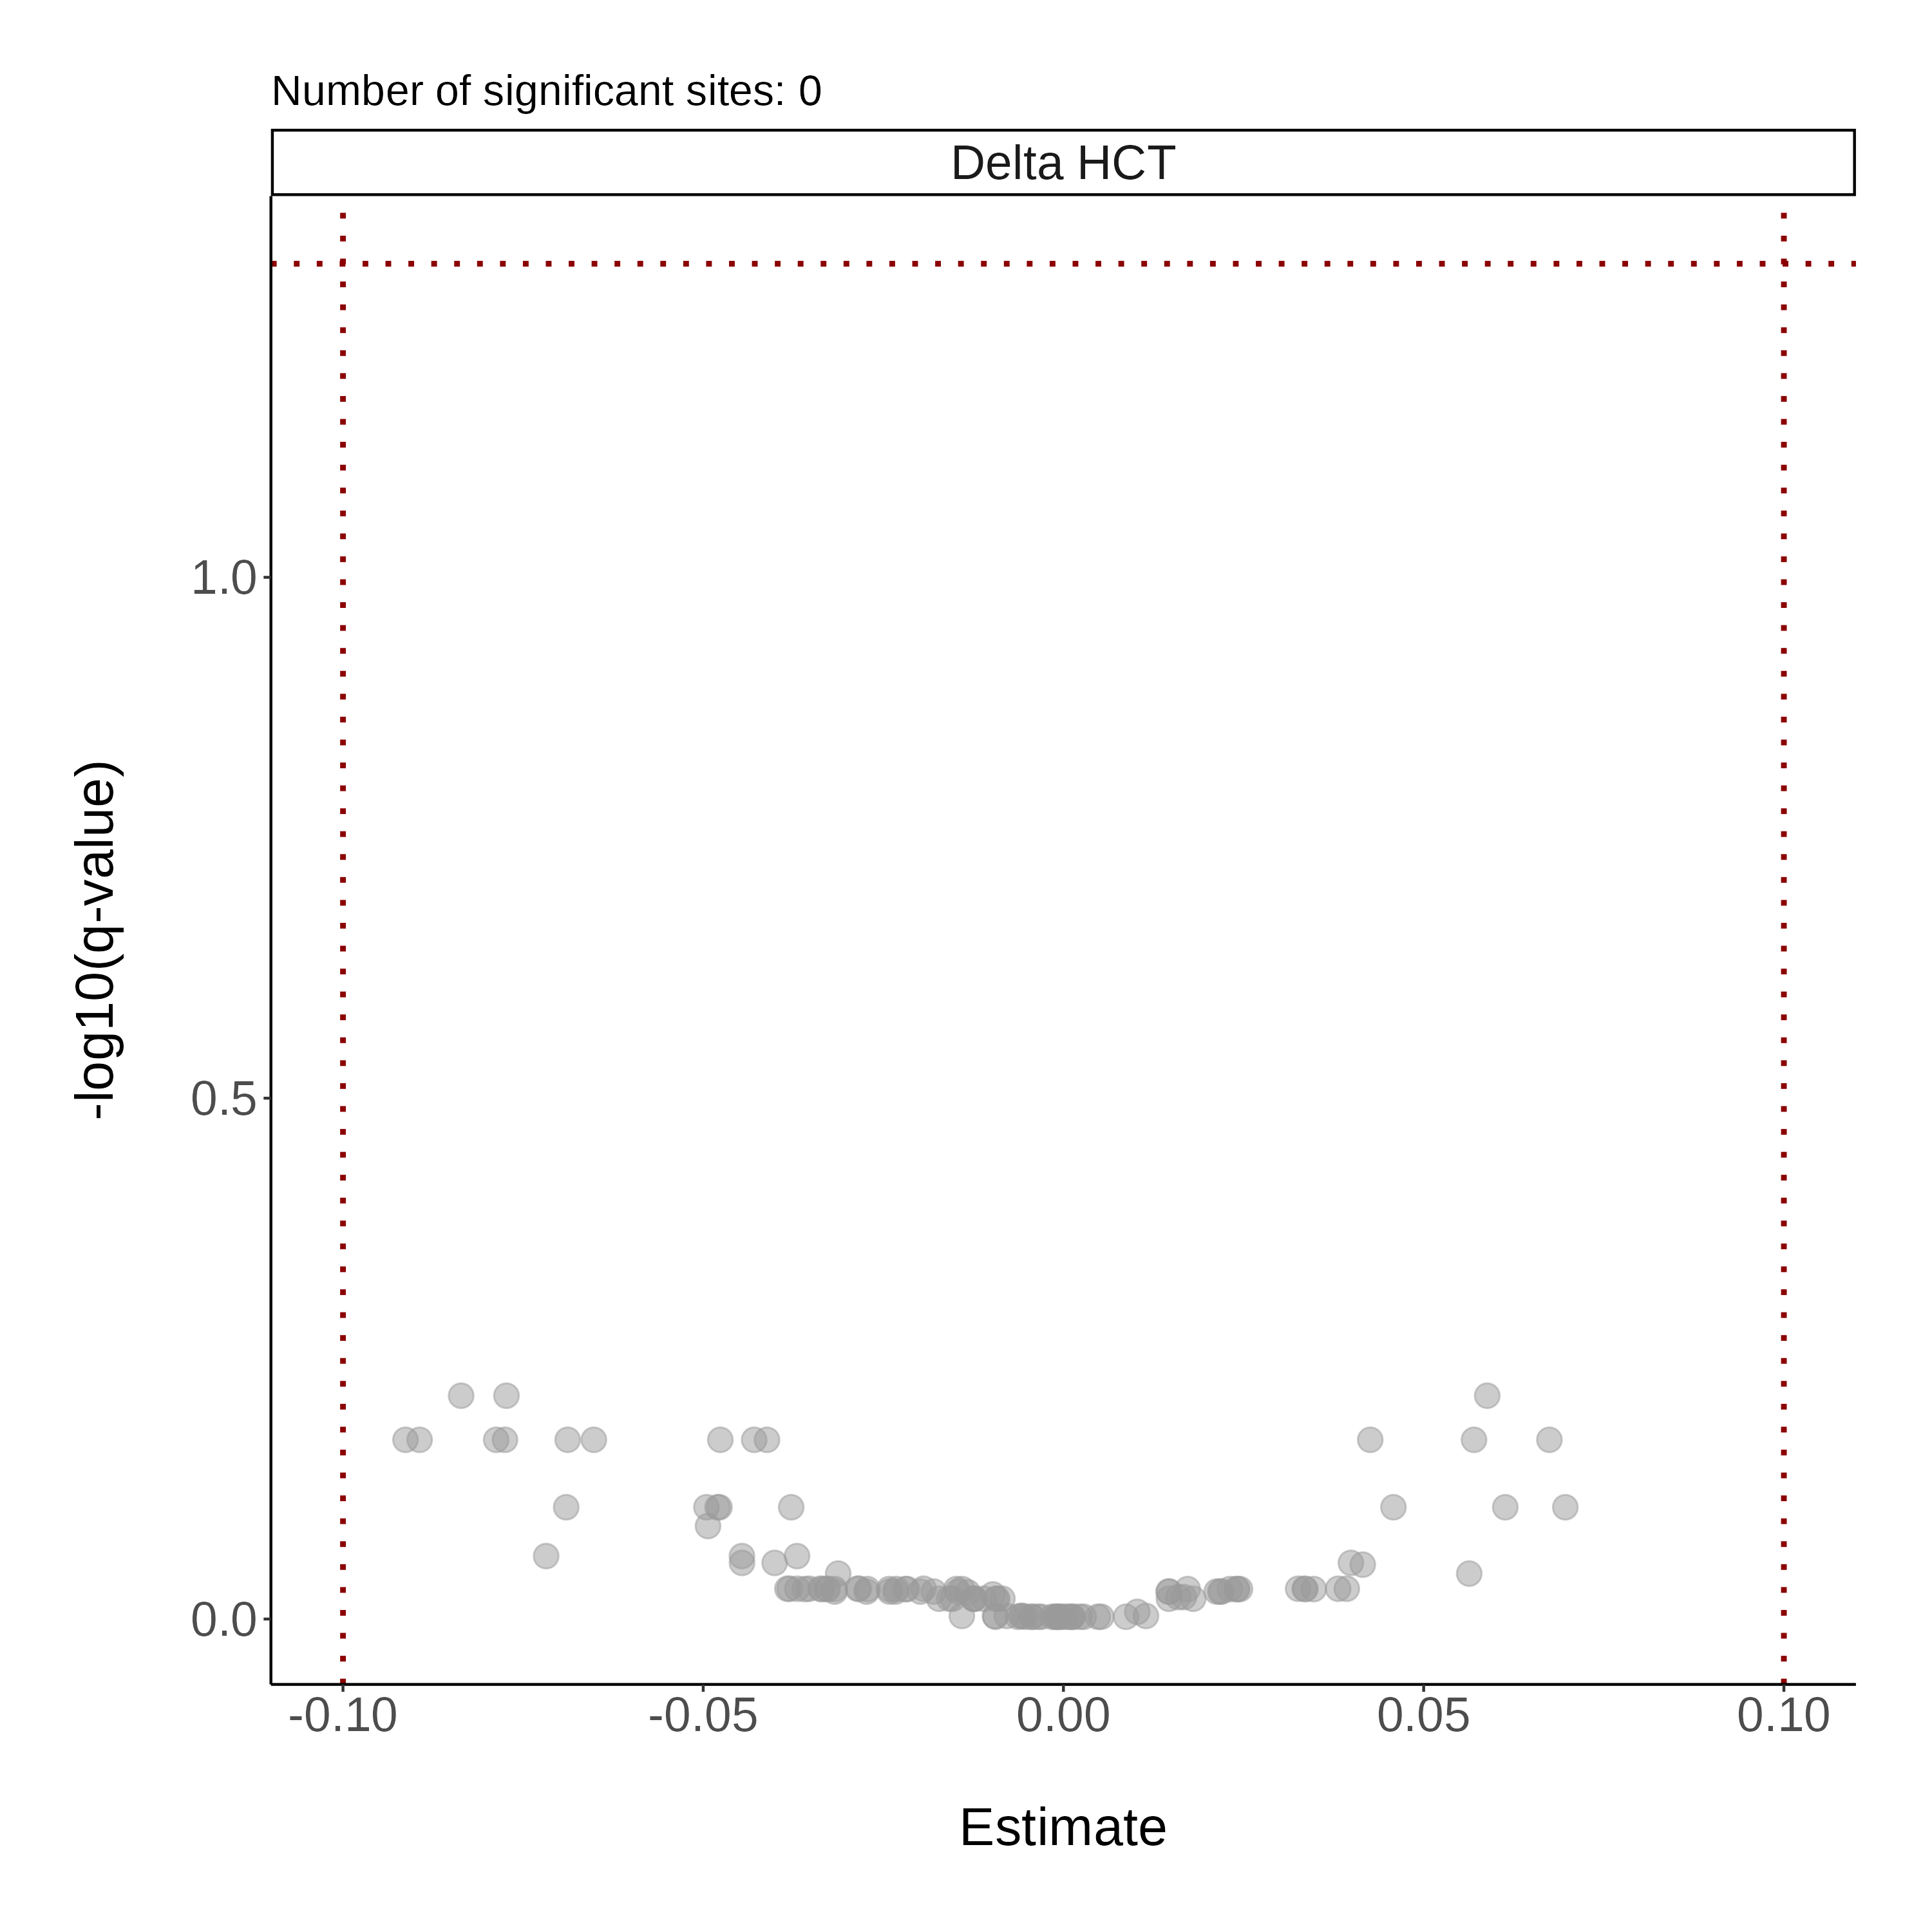 Number of significant sites: 0
Delta HCT
1.0
0.5
0.0
-log10(q-value)
-0.10
-0.05
0.00
0.05
0.10
Estimate